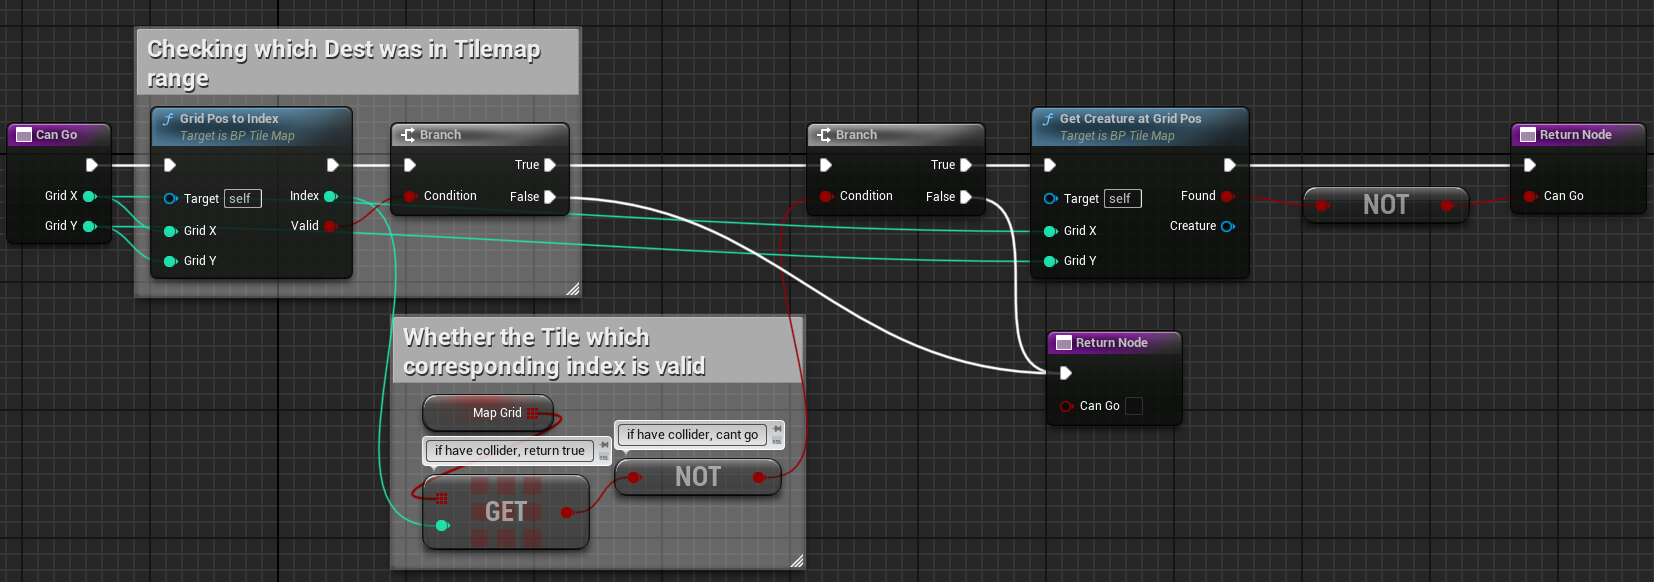 Checking which Dest was in Tilemap
range
Can Go
Grid X
Grid Y
Grid Pos to Index
Target is BP Tile Map
Target self
Index
Valid
Grid X
Grid Y
Branch
True
Condition
False
Branch
True
Condition
False
Get Creature at Grid Pos
Target is BP Tile Map
Target self
Found
Grid X
Creature
Grid Y
NOT
Return Node
Can Go
Whether the Tile which
corresponding index is valid
Map Grid
if have collider, return true
GET
if have collider, cant go
NOT
Return Node
Can Go